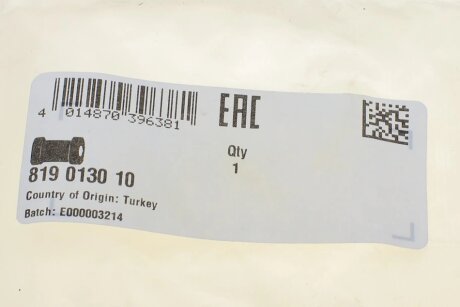 EAC
4 014870 396381
Qty
1
819 0130 10
Country of Origin: Turkey
Batch: E000003214